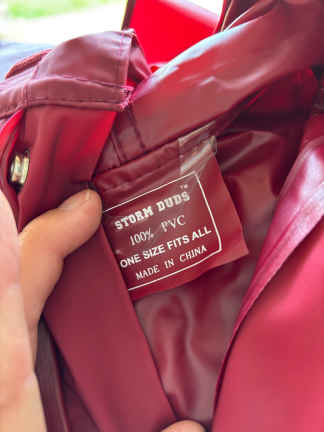 STORM DUDS™
100% PVC
ONE SIZE FITS ALL
MADE IN CHINA